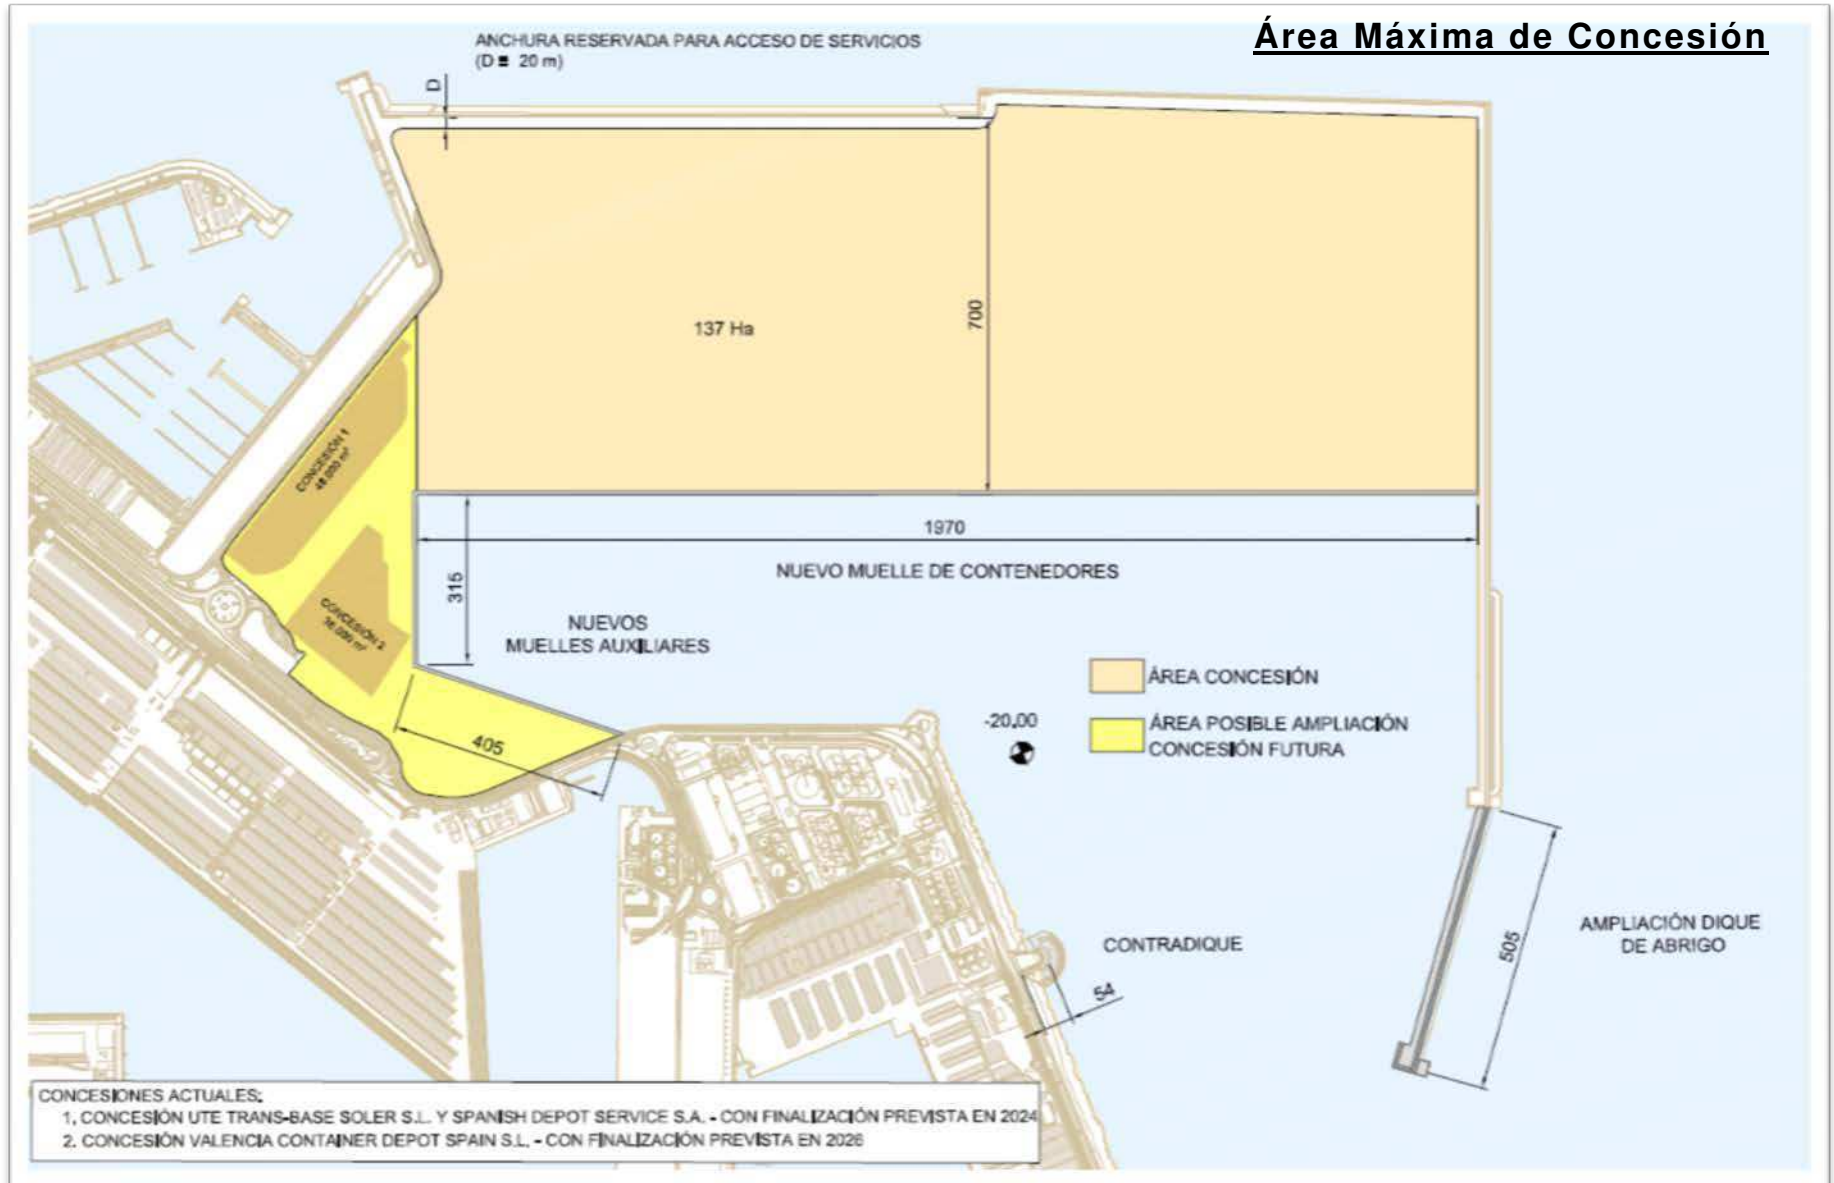 Área Máxima de Concesión
ANCHURA RESERVADA PARA ACCESO DE SERVICIOS
(D = 20 m)
D
137 Ha
700
CONCESIÓN 1
48.000 m²
1970
NUEVO MUELLE DE CONTENEDORES
315
CONCESIÓN 2
NUEVOS
MUELLES AUXILIARES
ÁREA CONCESIÓN
-20.00
ÁREA POSIBLE AMPLIACIÓN
CONCESIÓN FUTURA
405
CONTRADIQUE
54
505
AMPLIACIÓN DIQUE
DE ABRIGO
CONCESIONES ACTUALES:
1. CONCESIÓN UTE TRANS-BASE SOLER S.L. Y SPANISH DEPOT SERVICE S.A. - CON FINALIZACIÓN PREVISTA EN 2024
2. CONCESIÓN VALENCIA CONTAINER DEPOT SPAIN S.L. - CON FINALIZACIÓN PREVISTA EN 2026